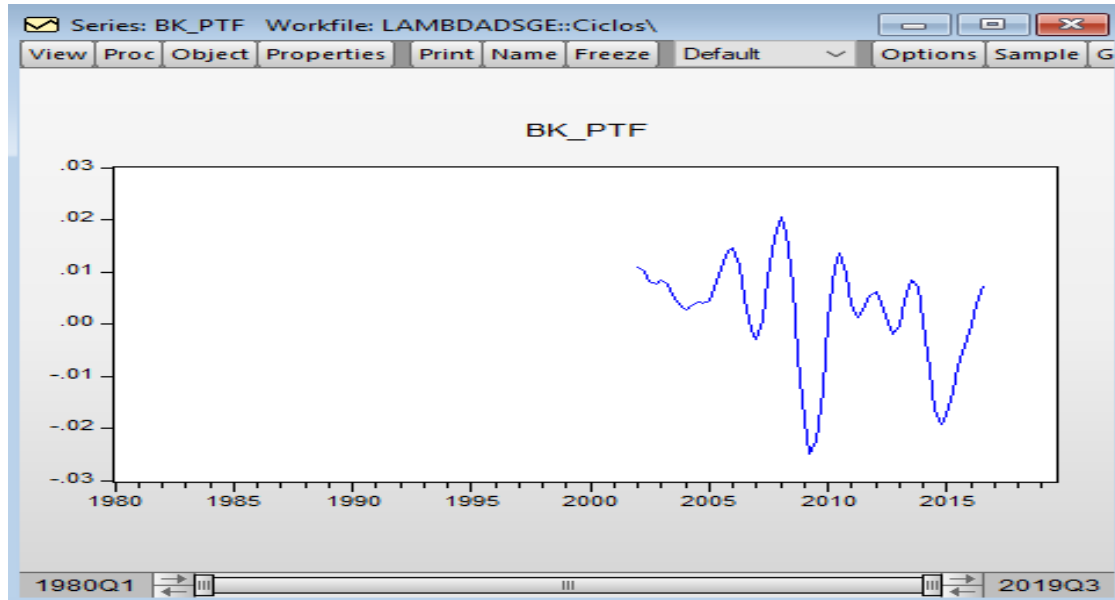 Series: BK_PTF Workfile: LAMBDADSGE::Ciclos\
View Proc Object Properties Print Name Freeze Default Options Sample G
BK_PTF
.03
.02
.01
.00
-.01
-.02
-.03
1980 1985 1990 1995 2000 2005 2010 2015
1980Q1 2019Q3